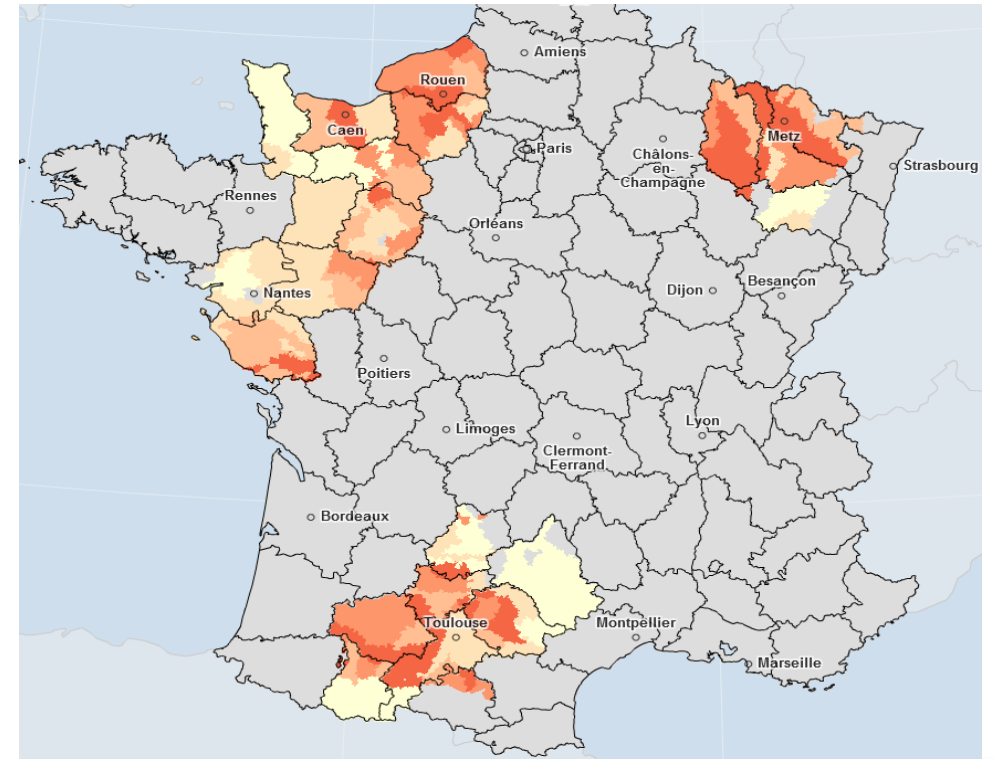 Amiens
Rouen
Caen
Metz
Paris
Châlons-
en-
Champagne
Strasbourg
Rennes
Orléans
Nantes
Dijon
Besançon
Poitiers
Limoges
Lyon
Clermont-
Ferrand
Bordeaux
Toulouse
Montpellier
Marseille